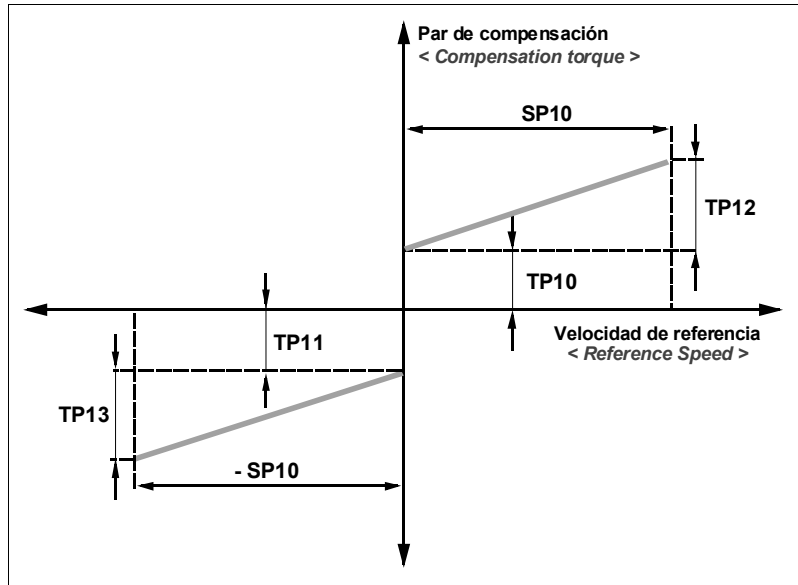 Par de compensación
< Compensation torque >
SP10
TP12
TP10
Velocidad de referencia
< Reference Speed >
TP11
TP13
- SP10